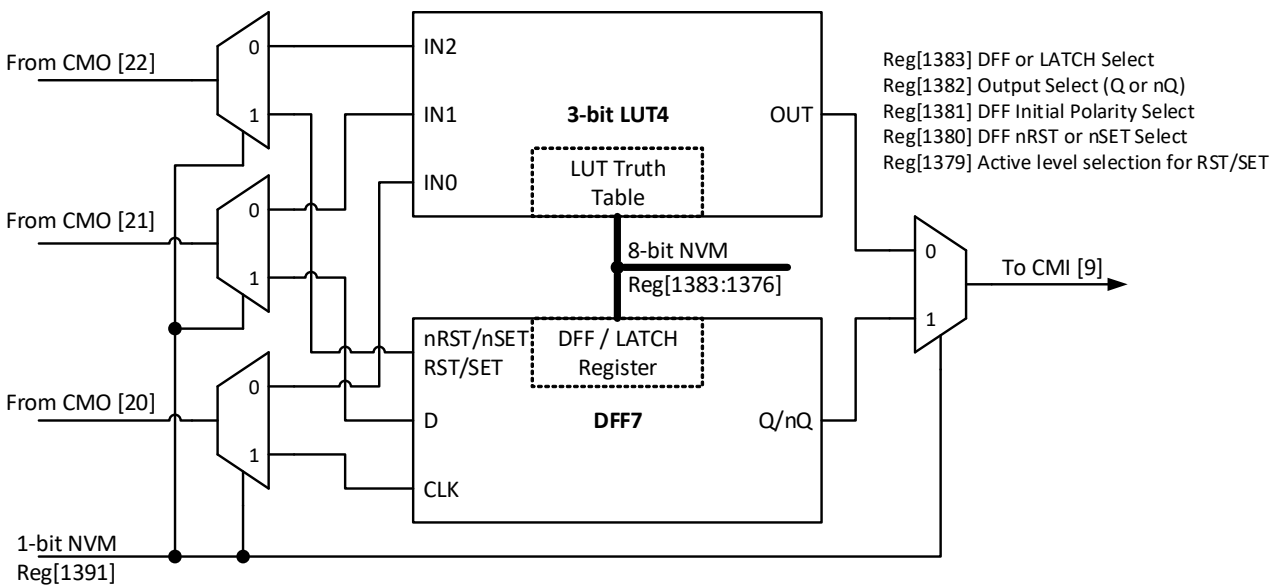 From CMO [22]
0
1
IN2
IN1
IN0
3-bit LUT4
OUT
LUT Truth
Table
Reg[1383] DFF or LATCH Select
Reg[1382] Output Select (Q or nQ)
Reg[1381] DFF Initial Polarity Select
Reg[1380] DFF nRST or nSET Select
Reg[1379] Active level selection for RST/SET
From CMO [21]
0
1
8-bit NVM
Reg[1383:1376]
0
1
To CMI [9]
From CMO [20]
0
1
nRST/nSET
RST/SET
D
CLK
DFF / LATCH
Register
DFF7
Q/nQ
1-bit NVM
Reg[1391]